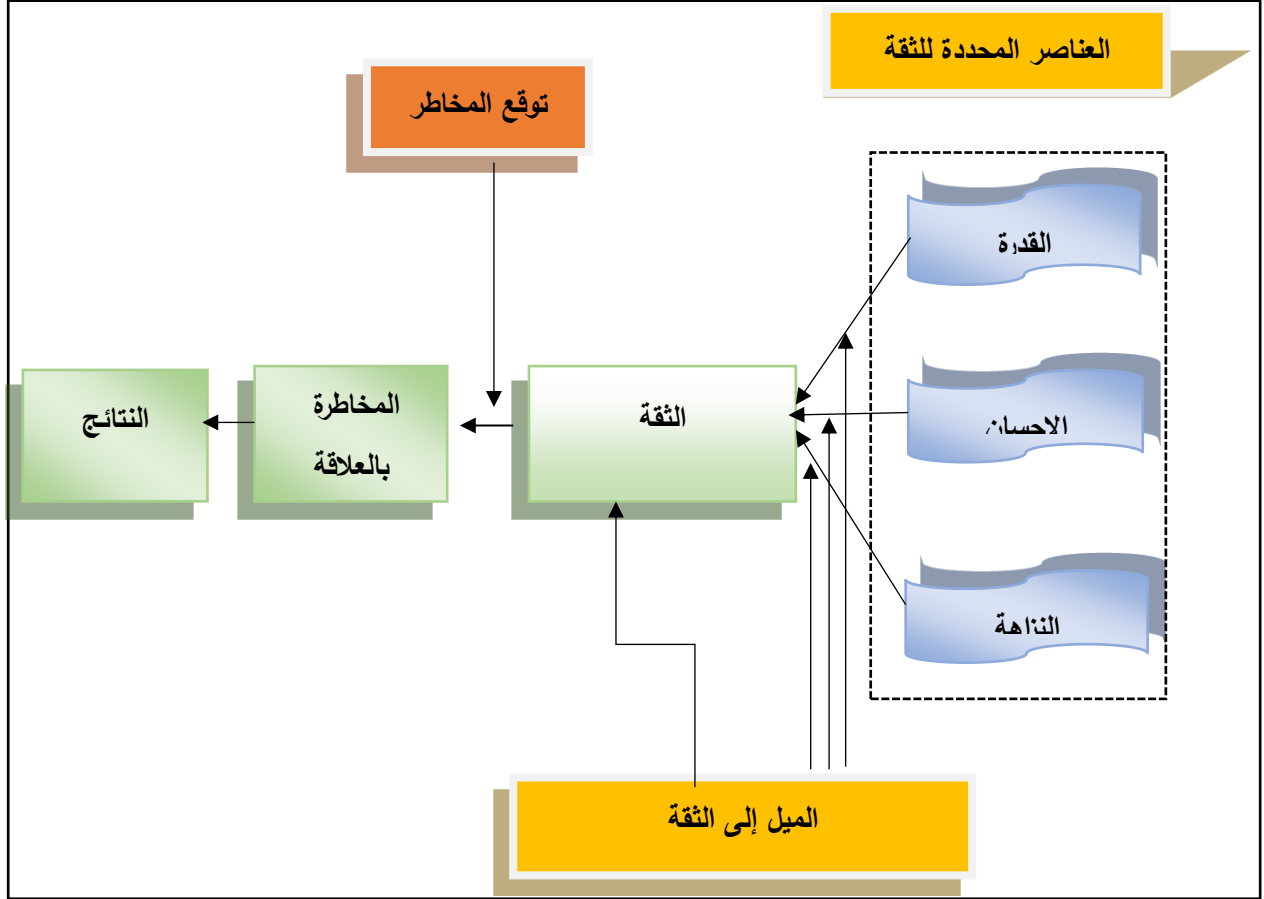 العناصر المحددة للثقة
توقع المخاطر
القدرة
الاحسان
النزاهة
الثقة
المخاطرة
بالعلاقة
النتائج
الميل إلى الثقة